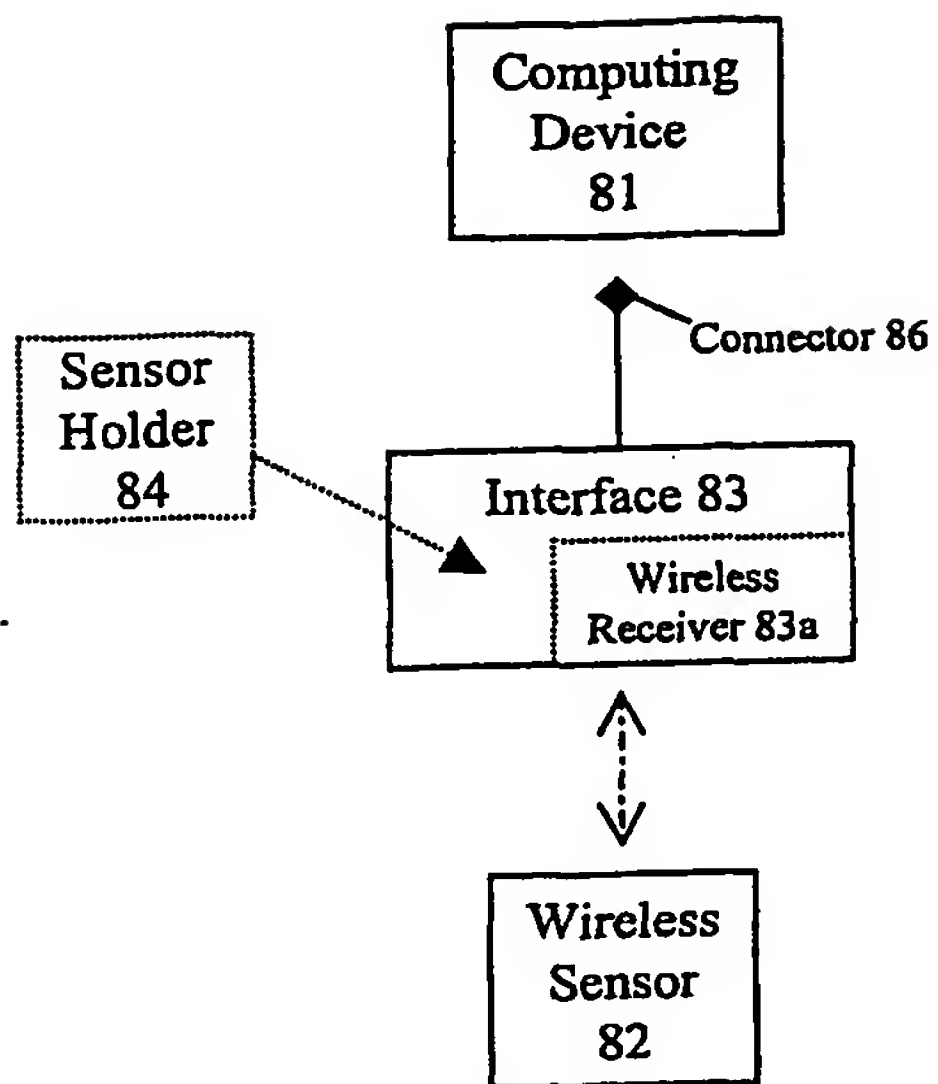 Computing
Device
81
Connector 86
Sensor
Holder
84
Interface 83
Wireless
Receiver 83a
Wireless
Sensor
82